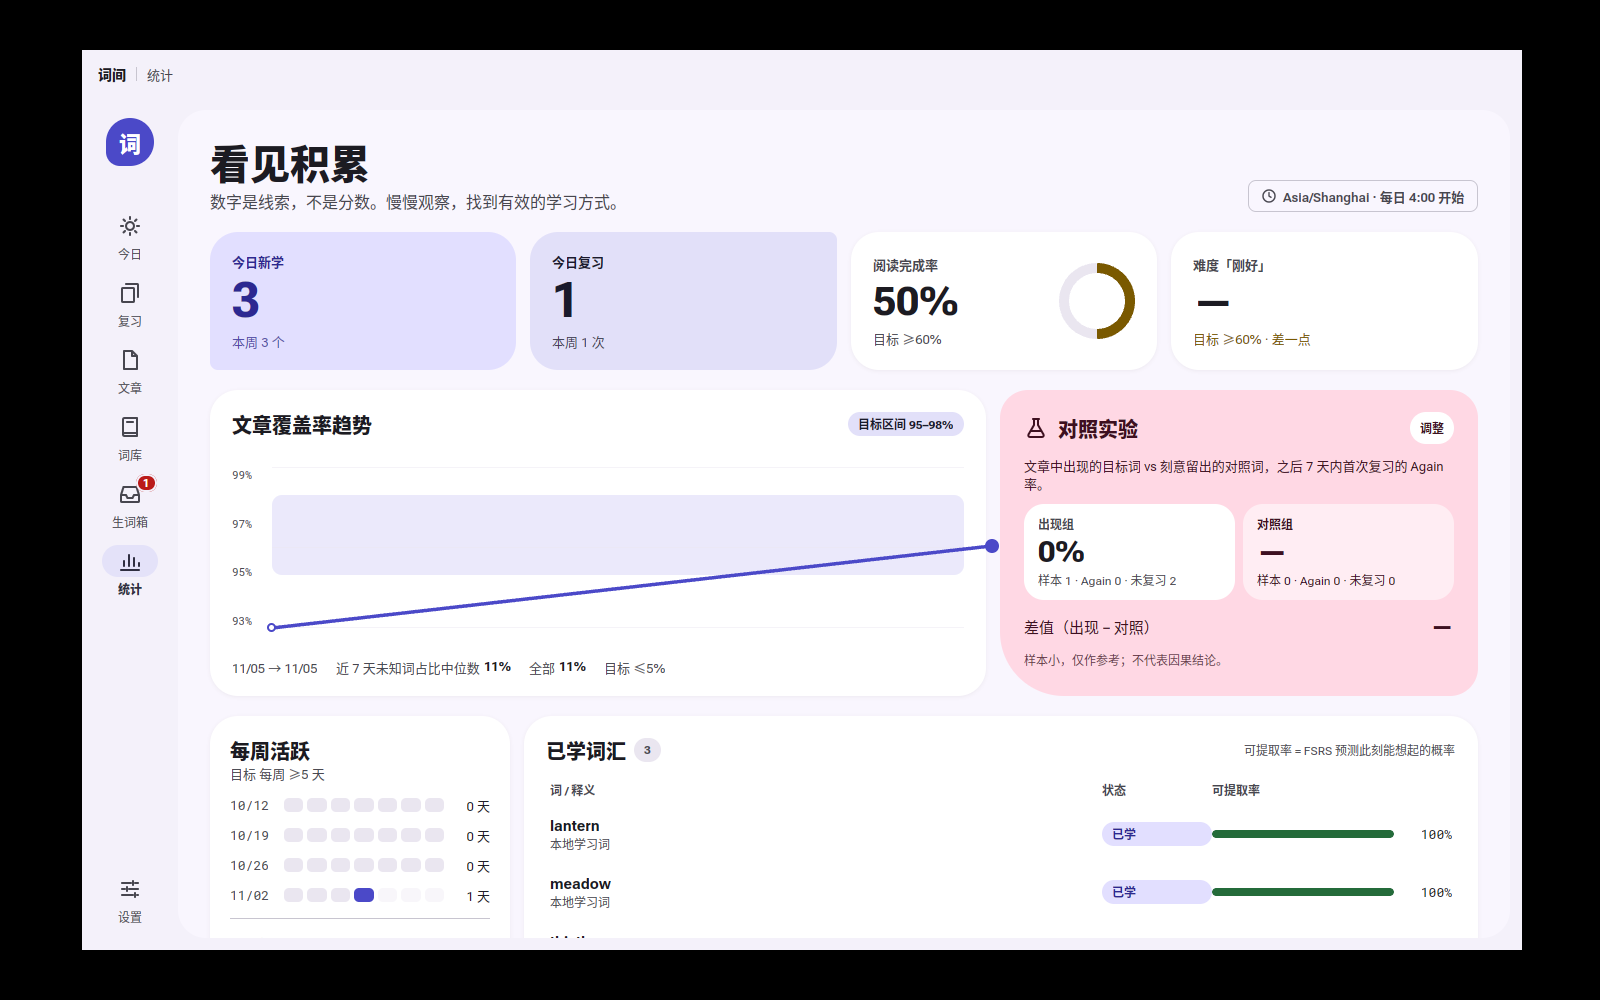 词间 统计
词
今日
复习
文章
词库
1
生词箱
统计
设置
看见积累
数字是线索，不是分数。慢慢观察，找到有效的学习方式。
Asia/Shanghai · 每日 4:00 开始
今日新学
3
本周 3 个
今日复习
1
本周 1 次
阅读完成率
50%
目标 ≥60%
难度「刚好」
—
目标 ≥60% · 差一点
文章覆盖率趋势
目标区间 95–98%
99%
97%
95%
93%
11/05 → 11/05 近 7 天未知词占比中位数 11% 全部 11% 目标 ≤5%
对照实验
调整
文章中出现的目标词 vs 刻意留出的对照词，之后 7 天内首次复习的 Again
率。
出现组
0%
样本 1 · Again 0 · 未复习 2
对照组
—
样本 0 · Again 0 · 未复习 0
差值（出现 − 对照） —
样本小，仅作参考；不代表因果结论。
每周活跃
目标 每周 ≥5 天
10/12 0 天
10/19 0 天
10/26 0 天
11/02 1 天
已学词汇 3
可提取率 = FSRS 预测此刻能想起的概率
词 / 释义 状态 可提取率
lantern
本地学习词
已学 100%
meadow
本地学习词
已学 100%